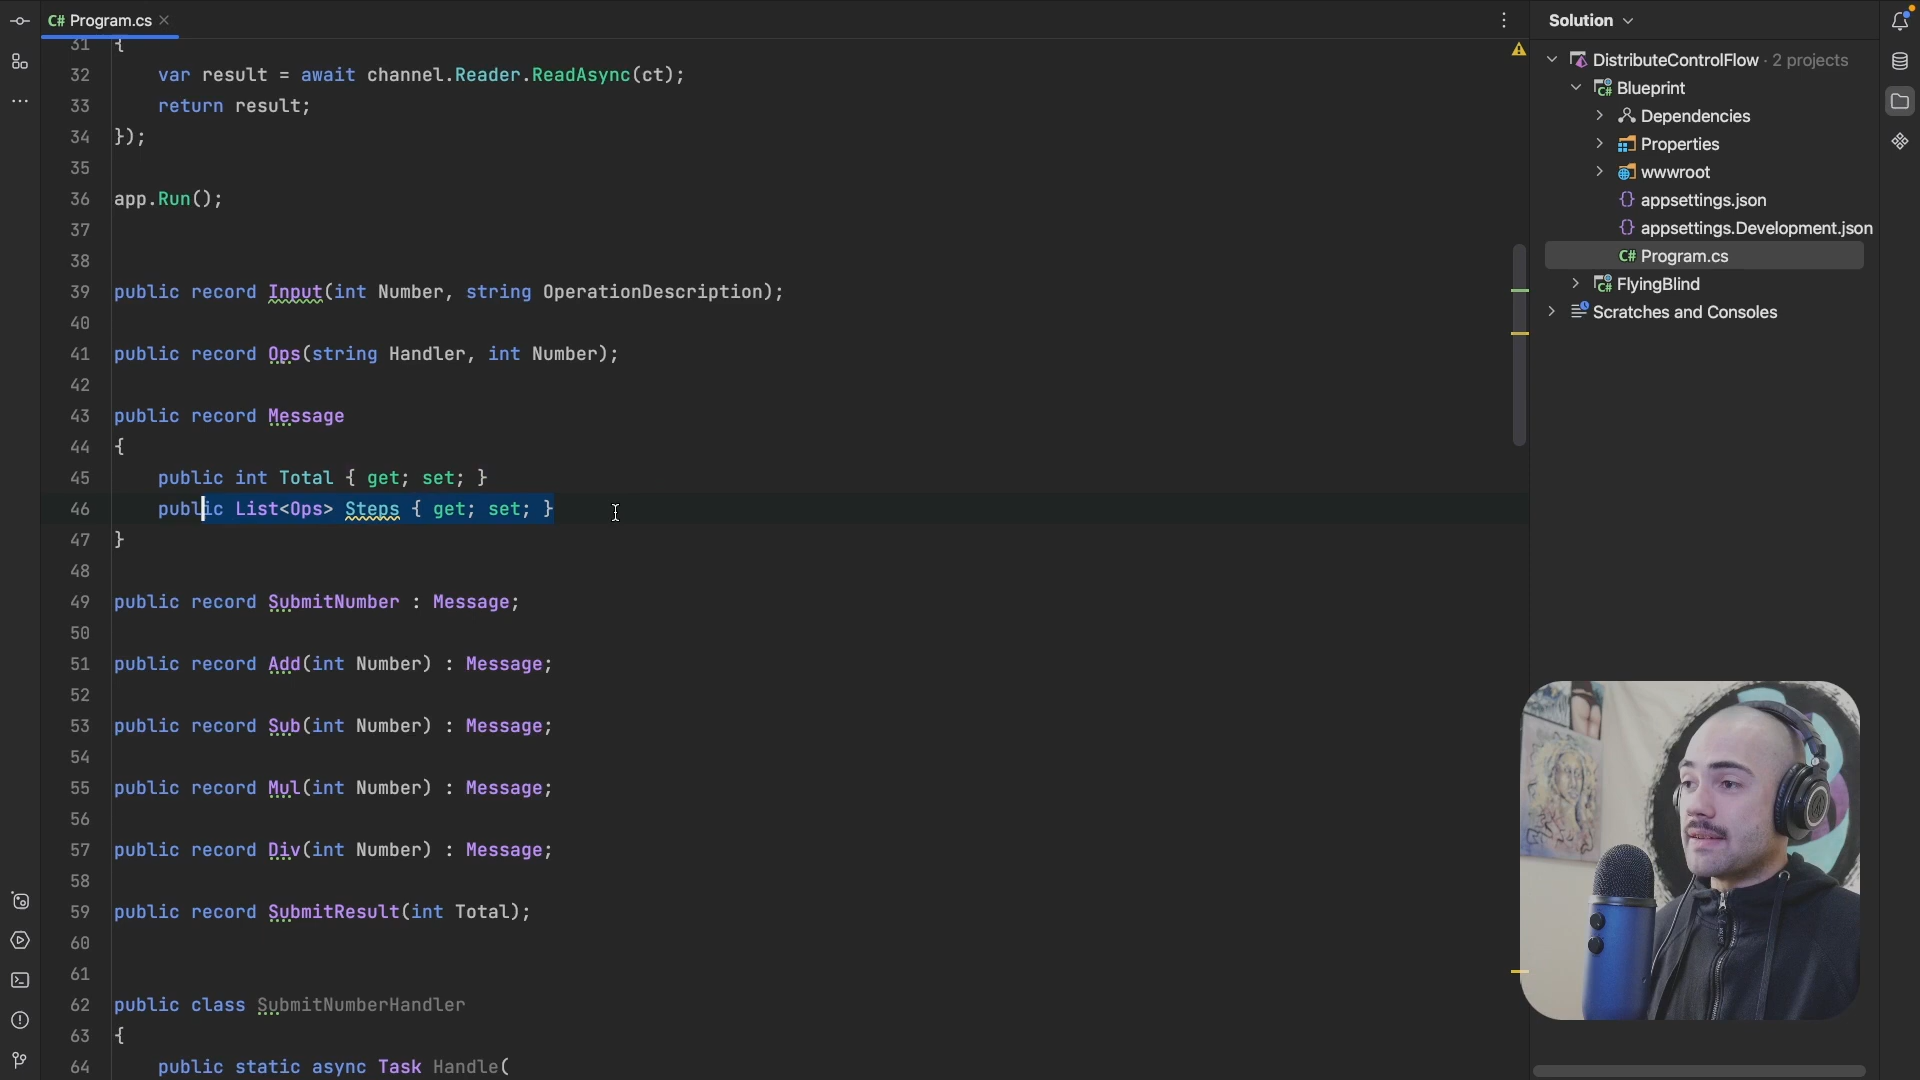 C# Program.cs
31 {
32 var result = await channel.Reader.ReadAsync(ct);
33 return result;
34 });
35
36 app.Run();
37
38
39 public record Input(int Number, string OperationDescription);
40
41 public record Ops(string Handler, int Number);
42
43 public record Message
44 {
45 public int Total { get; set; }
46 public List<Ops> Steps { get; set; }
47 }
48
49 public record SubmitNumber : Message;
50
51 public record Add(int Number) : Message;
52
53 public record Sub(int Number) : Message;
54
55 public record Mul(int Number) : Message;
56
57 public record Div(int Number) : Message;
58
59 public record SubmitResult(int Total);
60
61
62 public class SubmitNumberHandler
63 {
64 public static async Task Handle(
Solution
DistributeControlFlow · 2 projects
C# Blueprint
Dependencies
Properties
wwwroot
{} appsettings.json
{} appsettings.Development.json
C# Program.cs
C# FlyingBlind
Scratches and Consoles